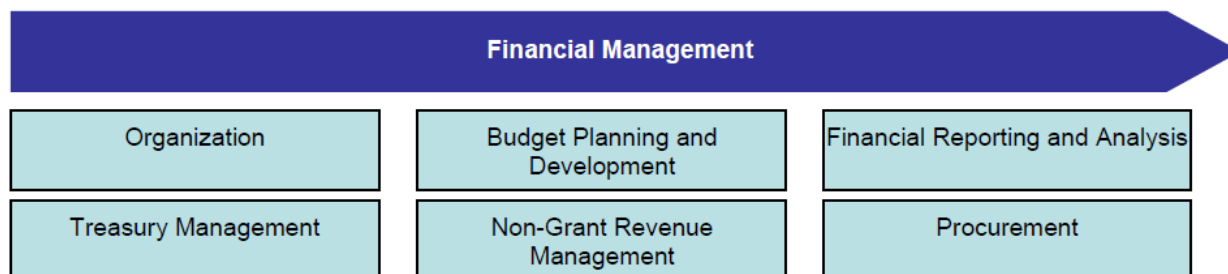 Financial Management
Organization
Budget Planning and
Development
Financial Reporting and Analysis
Treasury Management
Non-Grant Revenue
Management
Procurement